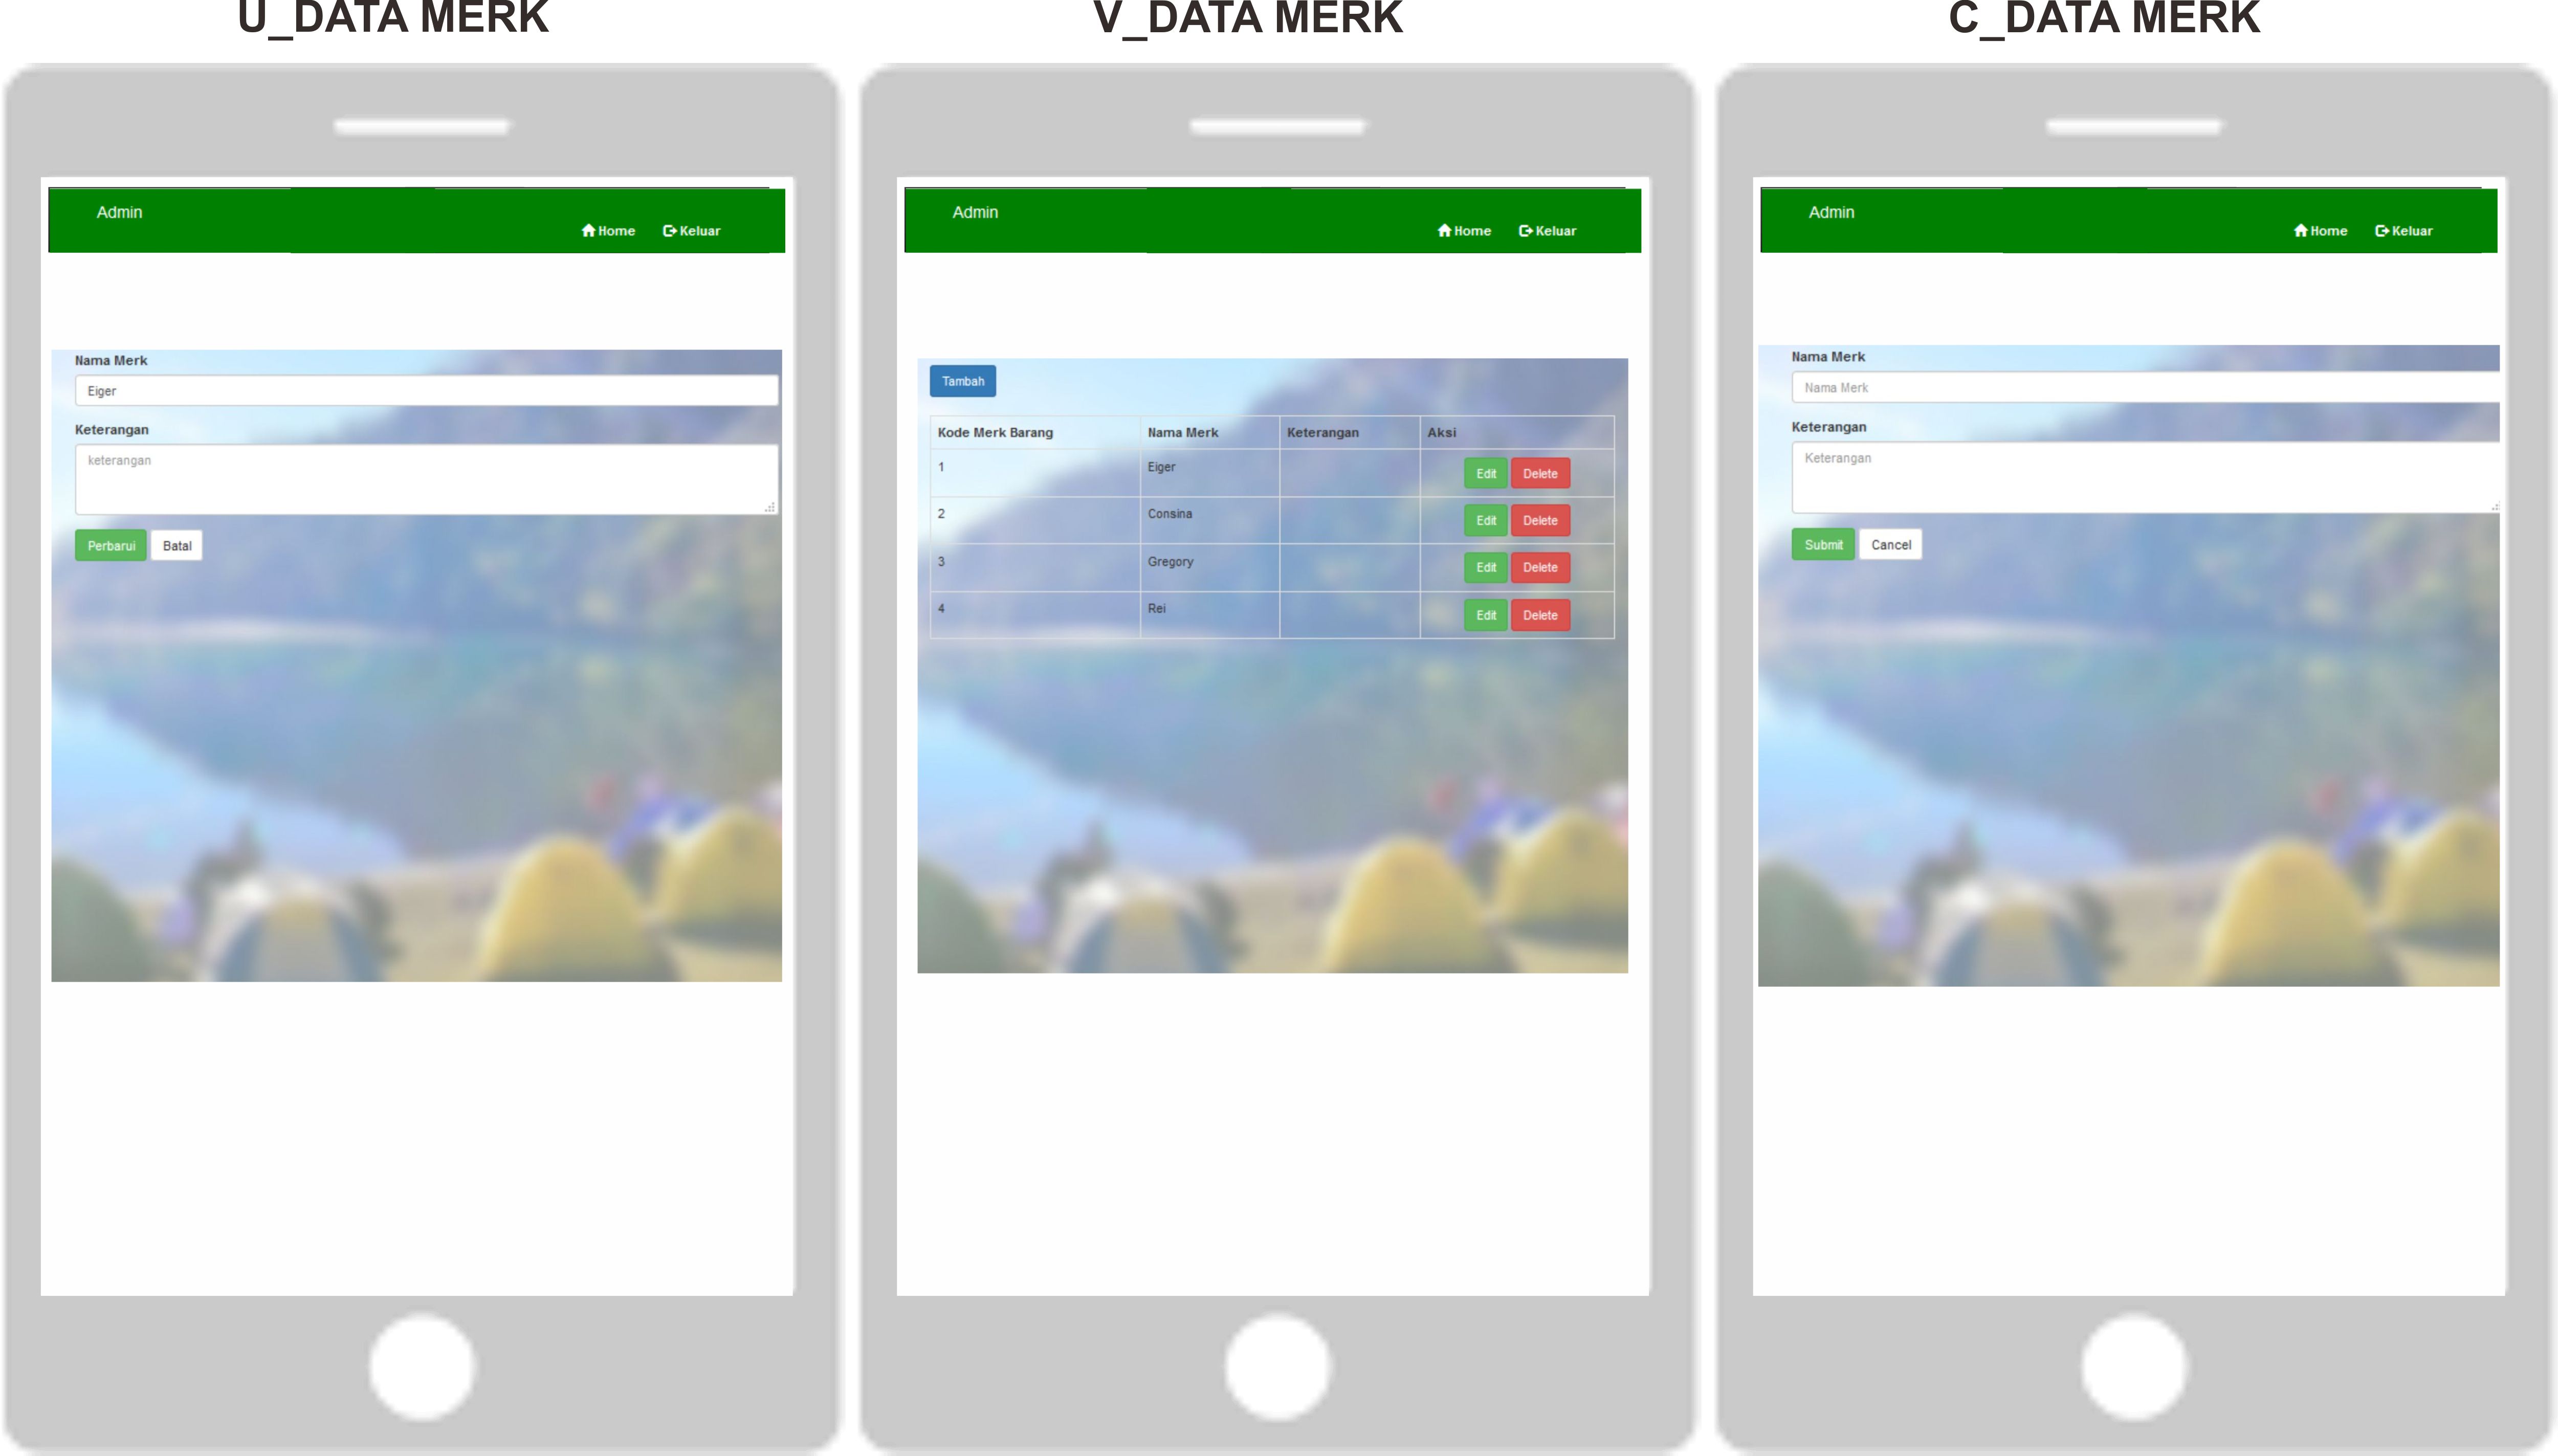 U_DATA MERK
Admin
Home Keluar
Nama Merk
Eiger
Keterangan
keterangan
Perbarui Batal
V_DATA MERK
Admin
Home Keluar
Tambah
Kode Merk Barang Nama Merk Keterangan Aksi
1 Eiger Edit Delete
2 Consina Edit Delete
3 Gregory Edit Delete
4 Rei Edit Delete
C_DATA MERK
Admin
Home Keluar
Nama Merk
Nama Merk
Keterangan
Keterangan
Submit Cancel